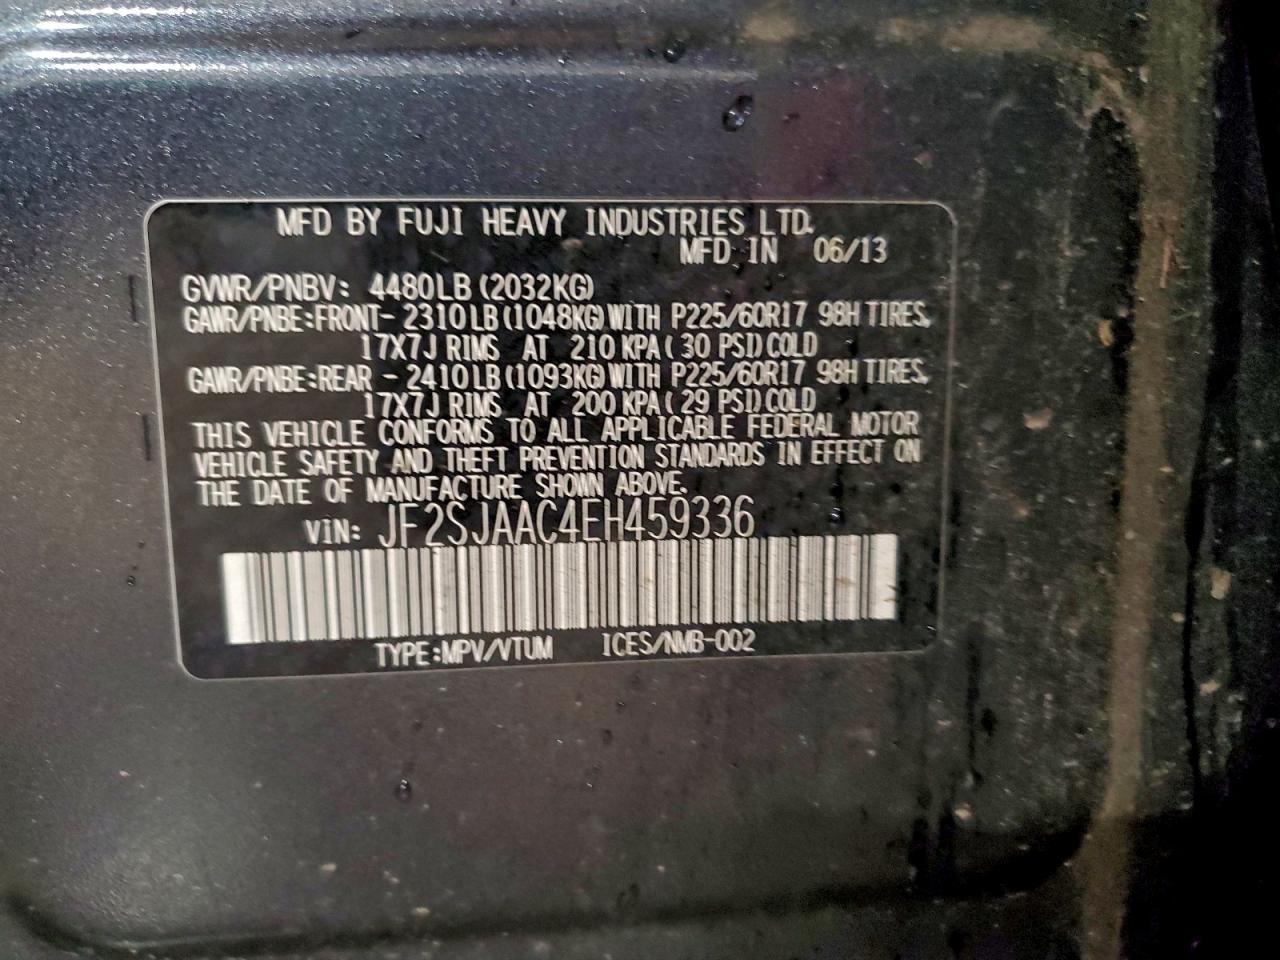 MFD BY FUJI HEAVY INDUSTRIES LTD.
MFD IN 06/13
GVWR/PNBV: 4480LB (2032KG)
GAWR/PNBE:FRONT- 2310LB (1048KG) WITH P225/60R17 98H TIRES,
17X7J RIMS AT 210 KPA (30 PSI) COLD
GAWR/PNBE:REAR - 2410LB (1093KG) WITH P225/60R17 98H TIRES,
17X7J RIMS AT 200 KPA (29 PSI) COLD
THIS VEHICLE CONFORMS TO ALL APPLICABLE FEDERAL MOTOR
VEHICLE SAFETY AND THEFT PREVENTION STANDARDS IN EFFECT ON
THE DATE OF MANUFACTURE SHOWN ABOVE.
VIN: JF2SJAAC4EH459336
TYPE:MPV/VTUM ICES/NMB-002